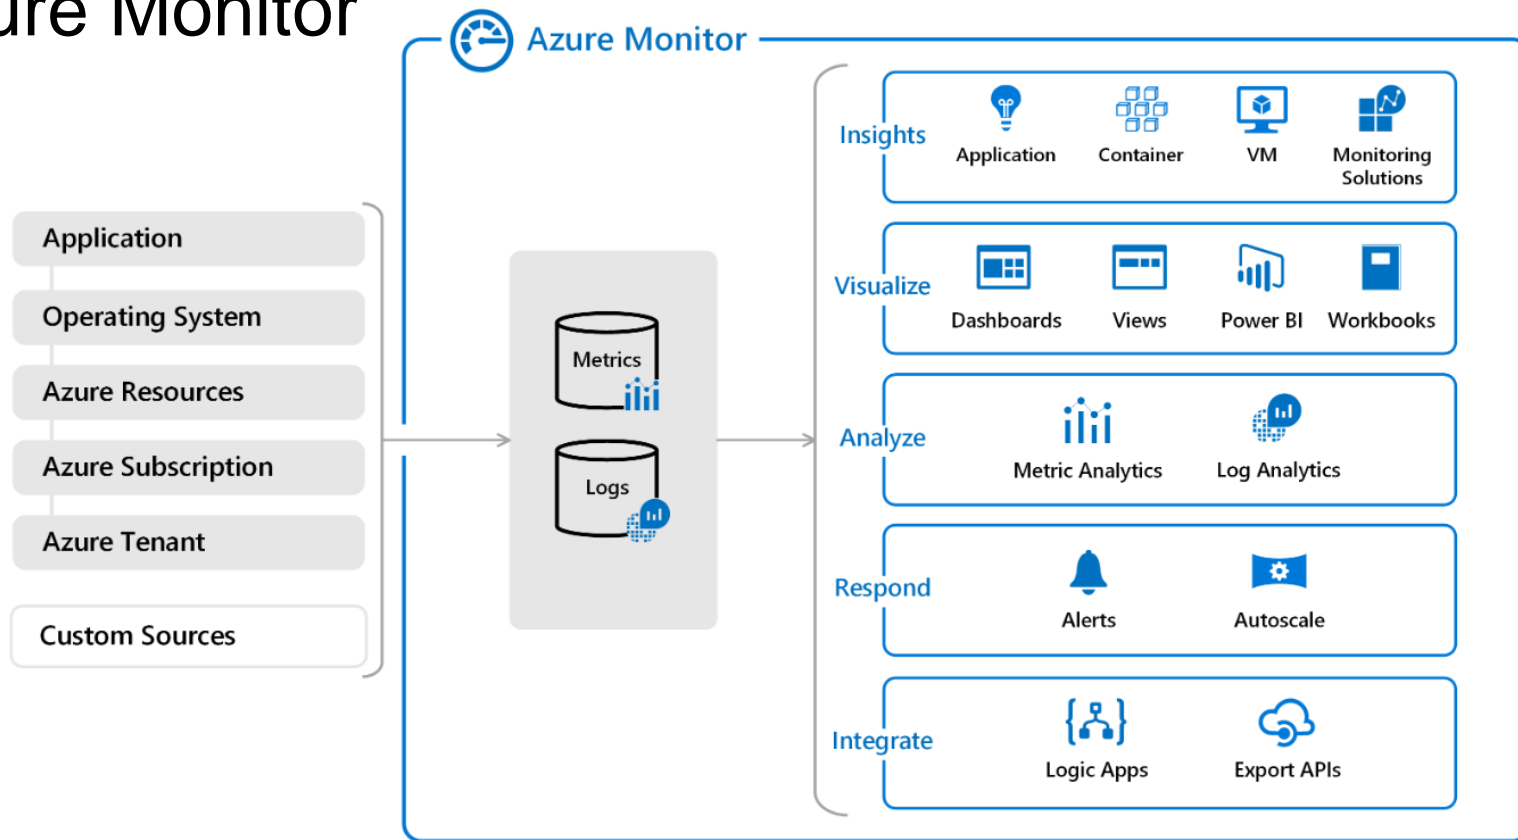 ure Monitor
Azure Monitor
Application
Operating System
Azure Resources
Azure Subscription
Azure Tenant
Custom Sources
Metrics
Logs
Insights
Application
Container
VM
Monitoring
Solutions
Visualize
Dashboards
Views
Power BI
Workbooks
Analyze
Metric Analytics
Log Analytics
Respond
Alerts
Autoscale
Integrate
Logic Apps
Export APIs